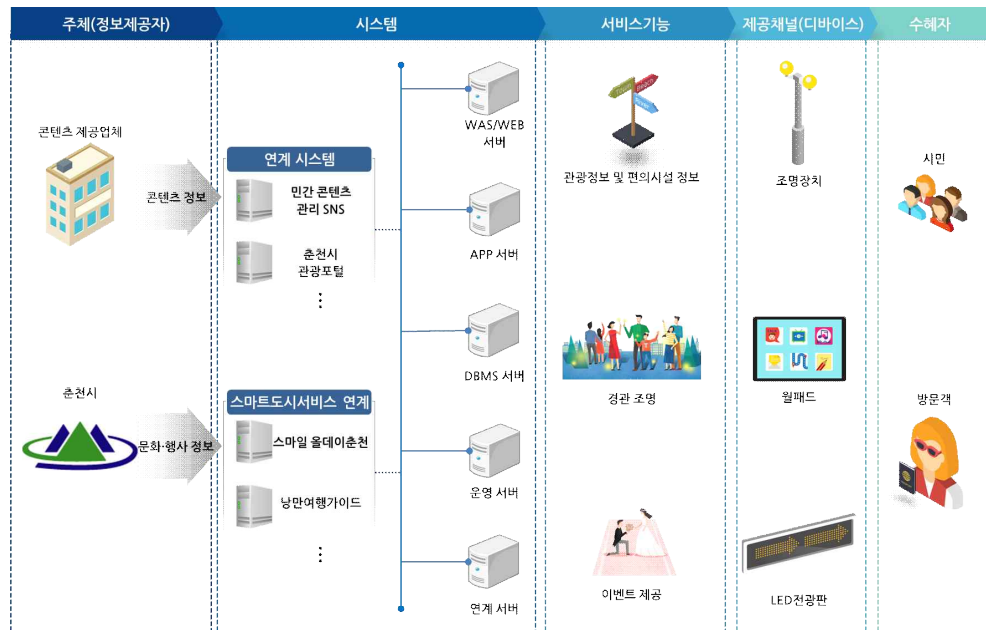 주체(정보제공자)
시스템
서비스기능
제공채널(디바이스)
수혜자
콘텐츠 제공업체
콘텐츠 정보
춘천시
문화·행사 정보
연계 시스템
민간 콘텐츠
관리 SNS
춘천시
관광포털
⋮
스마트도시서비스 연계
스마일 올데이춘천
낭만여행가이드
⋮
WAS/WEB
서버
APP 서버
DBMS 서버
운영 서버
연계 서버
관광정보 및 편의시설 정보
경관 조명
이벤트 제공
조명장치
월패드
LED전광판
시민
방문객